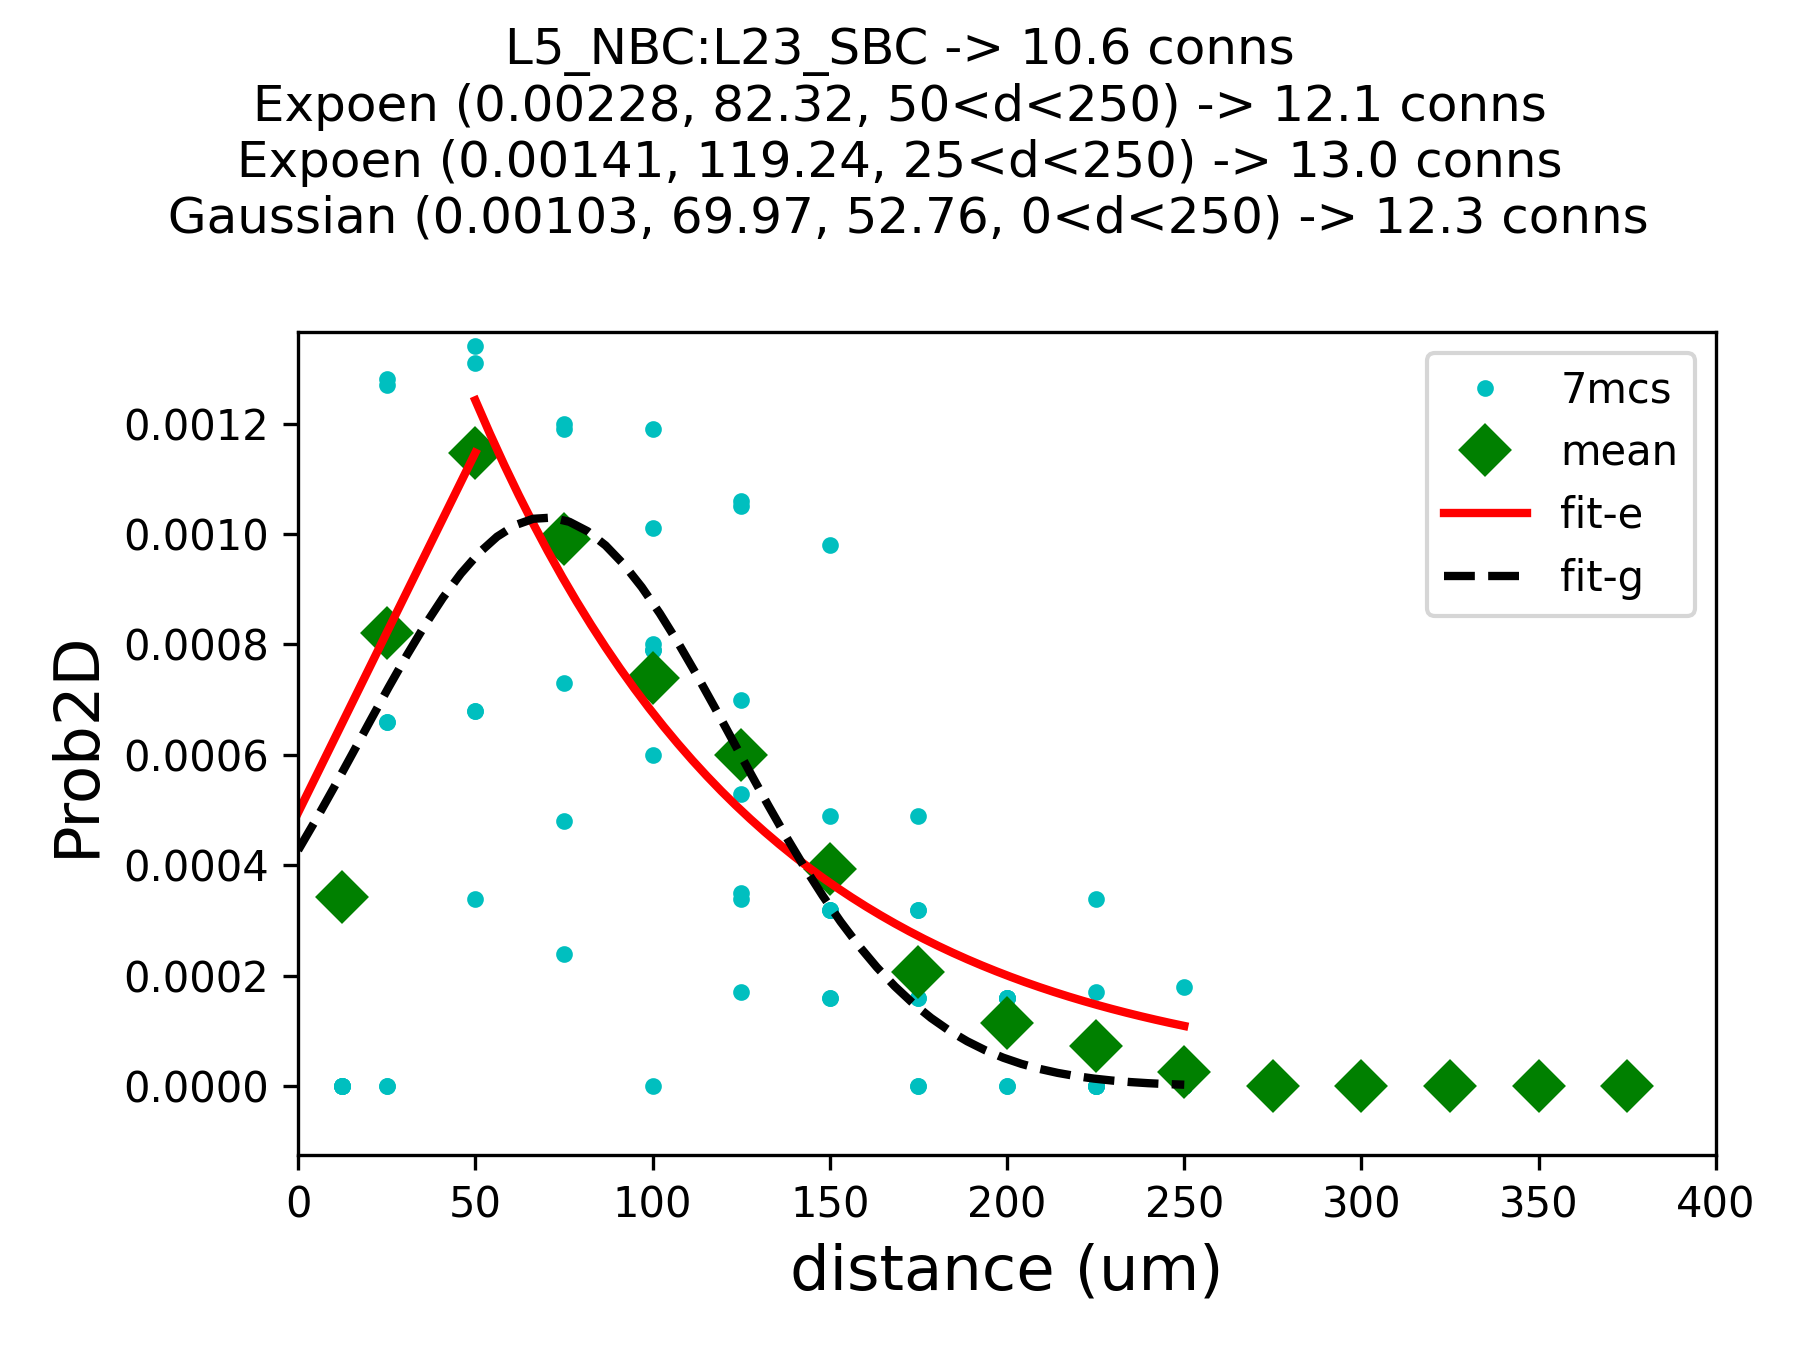 L5_NBC:L23_SBC -> 10.6 conns
Expoen (0.00228, 82.32, 50<d<250) -> 12.1 conns
Expoen (0.00141, 119.24, 25<d<250) -> 13.0 conns
Gaussian (0.00103, 69.97, 52.76, 0<d<250) -> 12.3 conns
7mcs
mean
fit-e
fit-g
Prob2D
0.0012
0.0010
0.0008
0.0006
0.0004
0.0002
0.0000
0 50 100 150 200 250 300 350 400
distance (um)